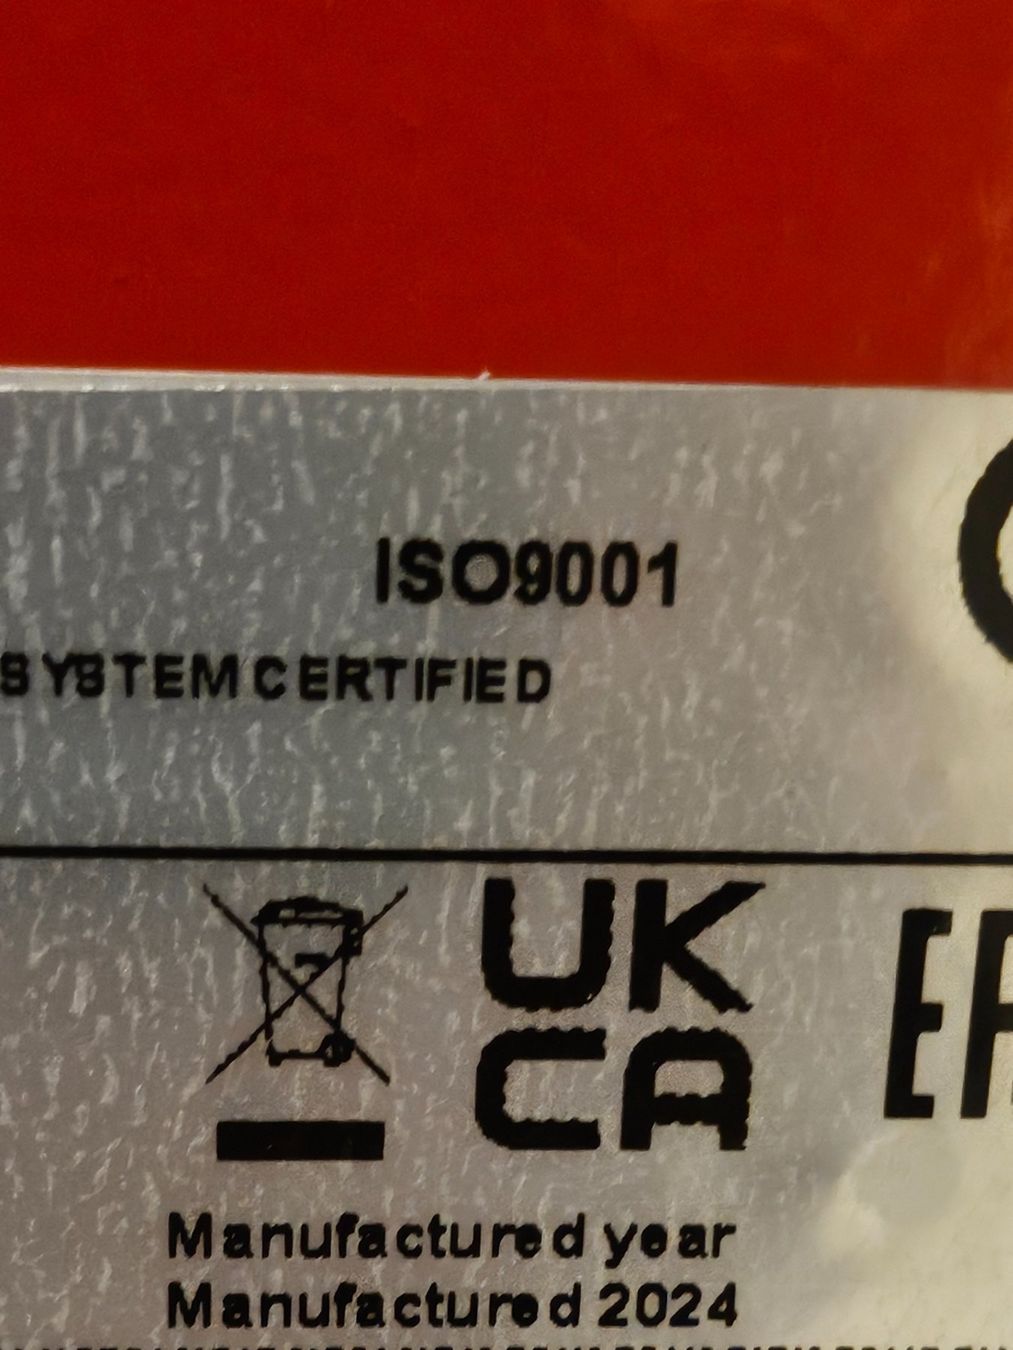 ISO9001
SYSTEM CERTIFIED
UK
CA
Manufactured year
Manufactured 2024